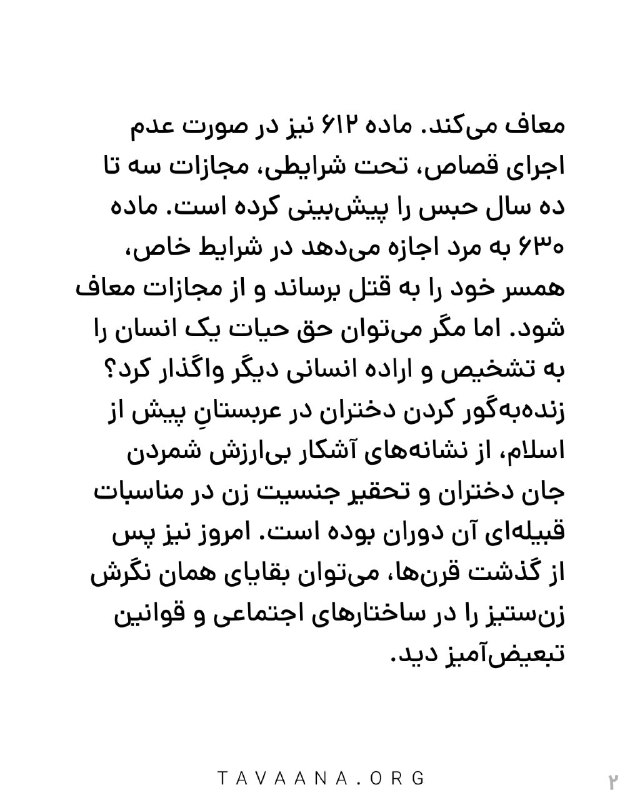 معاف می‌کند. ماده ۶۱۲ نیز در صورت عدم
اجرای قصاص، تحت شرایطی، مجازات سه تا
ده سال حبس را پیش‌بینی کرده است. ماده
۶۳۰ به مرد اجازه می‌دهد در شرایط خاص،
همسر خود را به قتل برساند و از مجازات معاف
شود. اما مگر می‌توان حق حیات یک انسان را
به تشخیص و اراده انسانی دیگر واگذار کرد؟
زنده‌به‌گور کردن دختران در عربستانِ پیش از
اسلام، از نشانه‌های آشکار بی‌ارزش شمردن
جان دختران و تحقیر جنسیت زن در مناسبات
قبیله‌ای آن دوران بوده است. امروز نیز پس
از گذشت قرن‌ها، می‌توان بقایای همان نگرش
زن‌ستیز را در ساختارهای اجتماعی و قوانین
تبعیض‌آمیز دید.
TAVAANA.ORG
۲